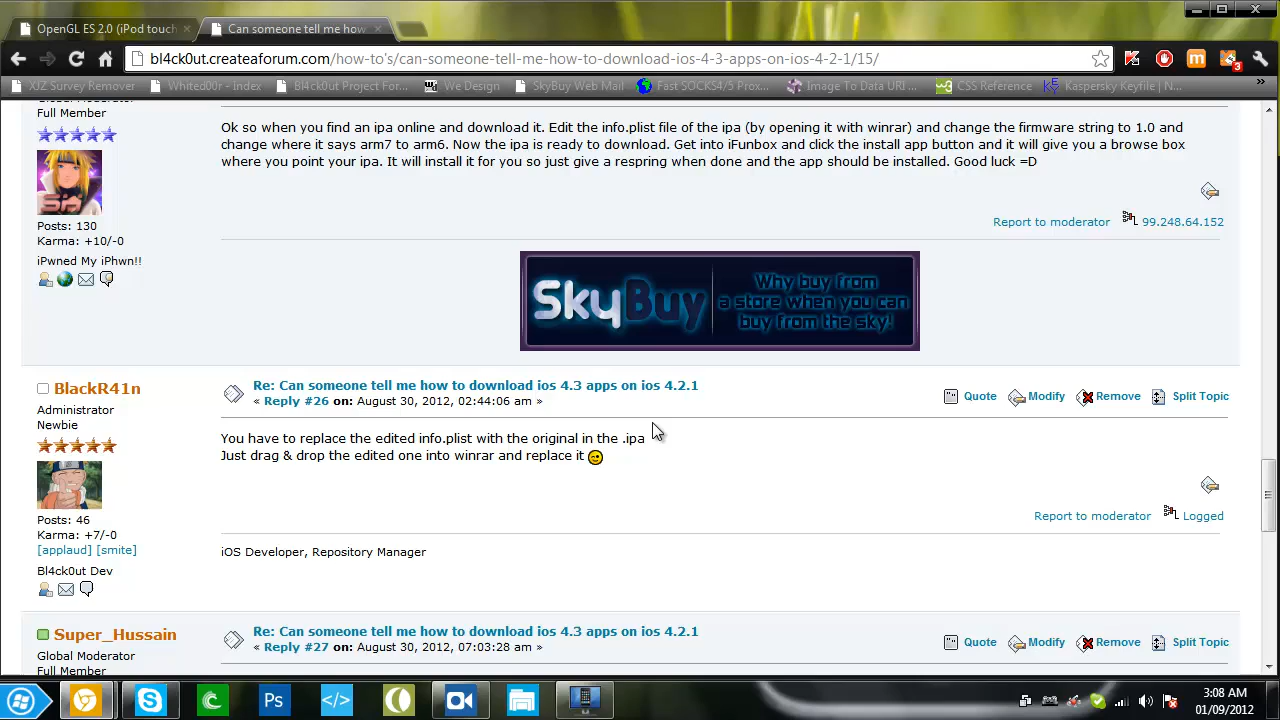 OpenGL ES 2.0 (iPod touch
Can someone tell me how
bl4ck0ut.createaforum.com/how-to's/can-someone-tell-me-how-to-download-ios-4-3-apps-on-ios-4-2-1/15/
3
XJZ Survey Remover
Whited00r - Index
Bl4ck0ut Project For...
We Design
SkyBuy Web Mail
Fast SOCKS4/5 Prox...
Image To Data URI ...
CSS Reference
Kaspersky Keyfile | N...
»
Full Member
Ok so when you find an ipa online and download it. Edit the info.plist file of the ipa (by opening it with winrar) and change the firmware string to 1.0 and
change where it says arm7 to arm6. Now the ipa is ready to download. Get into iFunbox and click the install app button and it will give you a browse box
where you point your ipa. It will install it for you so just give a respring when done and the app should be installed. Good luck =D
Posts: 130
Karma: +10/-0
iPwned My iPhwn!!
Report to moderator
99.248.64.152
SkyBuy
Why buy from
a store when you can
buy from the sky!
BlackR41n
Administrator
Newbie
Re: Can someone tell me how to download ios 4.3 apps on ios 4.2.1
« Reply #26 on: August 30, 2012, 02:44:06 am »
Quote
Modify
Remove
Split Topic
You have to replace the edited info.plist with the original in the .ipa
Just drag & drop the edited one into winrar and replace it
Posts: 46
Karma: +7/-0
[applaud] [smite]
Bl4ck0ut Dev
Report to moderator
Logged
iOS Developer, Repository Manager
Super_Hussain
Global Moderator
Full Member
Re: Can someone tell me how to download ios 4.3 apps on ios 4.2.1
« Reply #27 on: August 30, 2012, 07:03:28 am »
Quote
Modify
Remove
Split Topic
Ps
</>
3:08 AM
01/09/2012